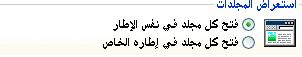 استعراض المجلدات
فتح كل مجلد في نفس الإطار
فتح كل مجلد في إطاره الخاص